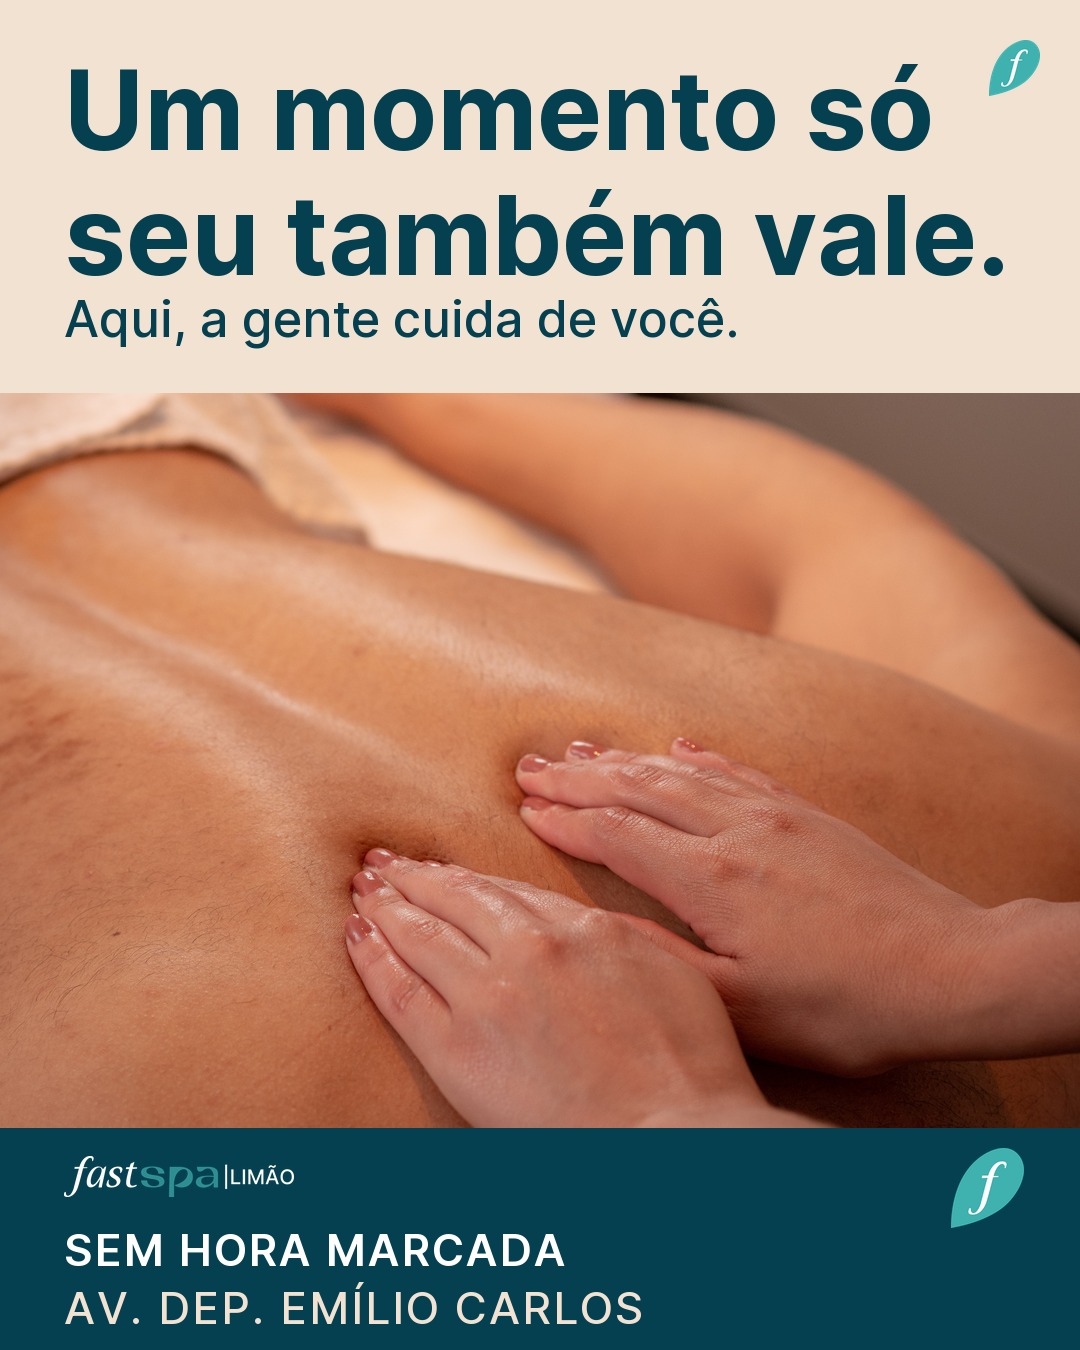 Um momento só
seu também vale.
Aqui, a gente cuida de você.
f
fastspa|LIMÃO
f
SEM HORA MARCADA
AV. DEP. EMÍLIO CARLOS